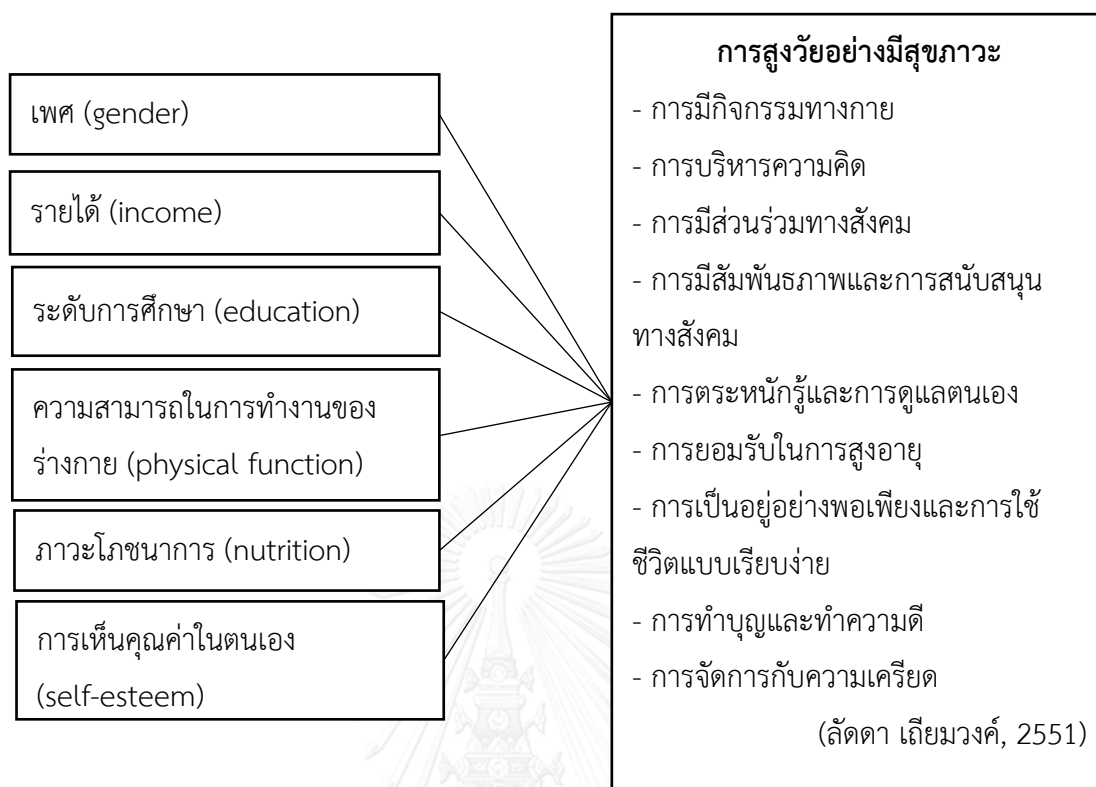 เพศ (gender)
รายได้ (income)
ระดับการศึกษา (education)
ความสามารถในการทำงานของ
ร่างกาย (physical function)
ภาวะโภชนาการ (nutrition)
การเห็นคุณค่าในตนเอง
(self-esteem)
การสูงวัยอย่างมีสุขภาวะ
- การมีกิจกรรมทางกาย
- การบริหารความคิด
- การมีส่วนร่วมทางสังคม
- การมีสัมพันธภาพและการสนับสนุน
ทางสังคม
- การตระหนักรู้และการดูแลตนเอง
- การยอมรับในการสูงอายุ
- การเป็นอยู่อย่างพอเพียงและการใช้
ชีวิตแบบเรียบง่าย
- การทำบุญและทำความดี
- การจัดการกับความเครียด
(ลัดดา เถียมวงศ์, 2551)